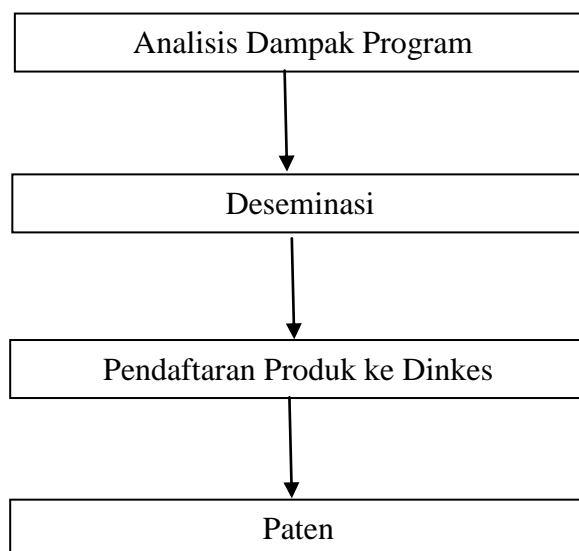 Analisis Dampak Program
Deseminasi
Pendaftaran Produk ke Dinkes
Paten